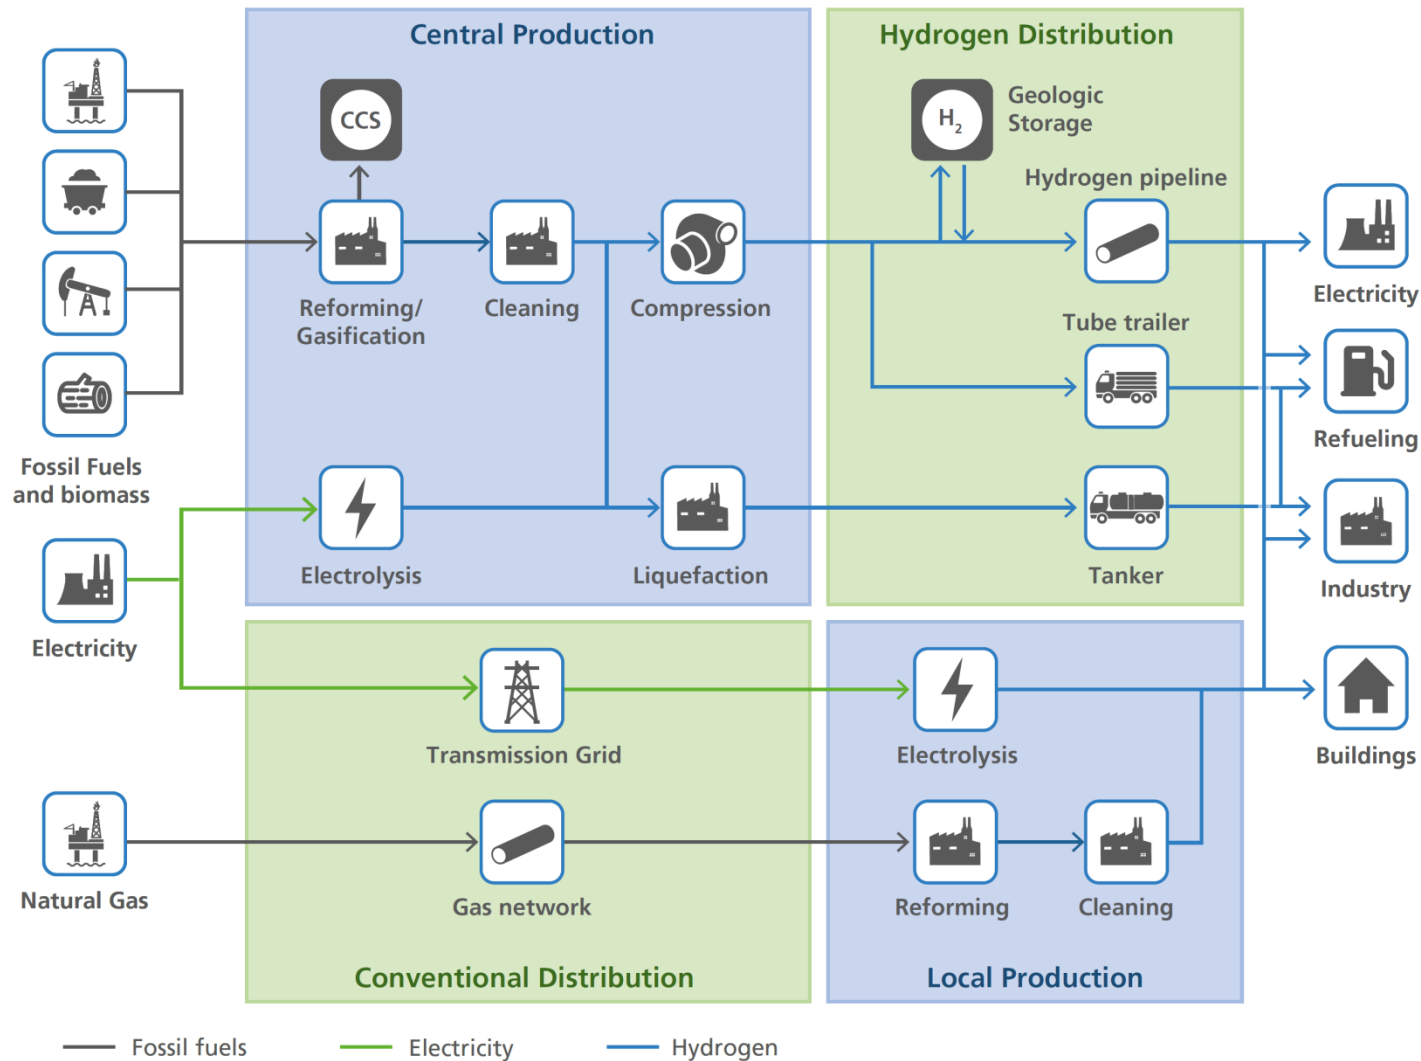 Central Production
Hydrogen Distribution
CCS
H₂
Geologic
Storage
Hydrogen pipeline
Reforming/
Gasification
Cleaning
Compression
Electricity
Tube trailer
Refueling
Fossil Fuels
and biomass
Electrolysis
Liquefaction
Tanker
Industry
Electricity
Transmission Grid
Electrolysis
Buildings
Natural Gas
Gas network
Reforming
Cleaning
Conventional Distribution
Local Production
Fossil fuels
Electricity
Hydrogen